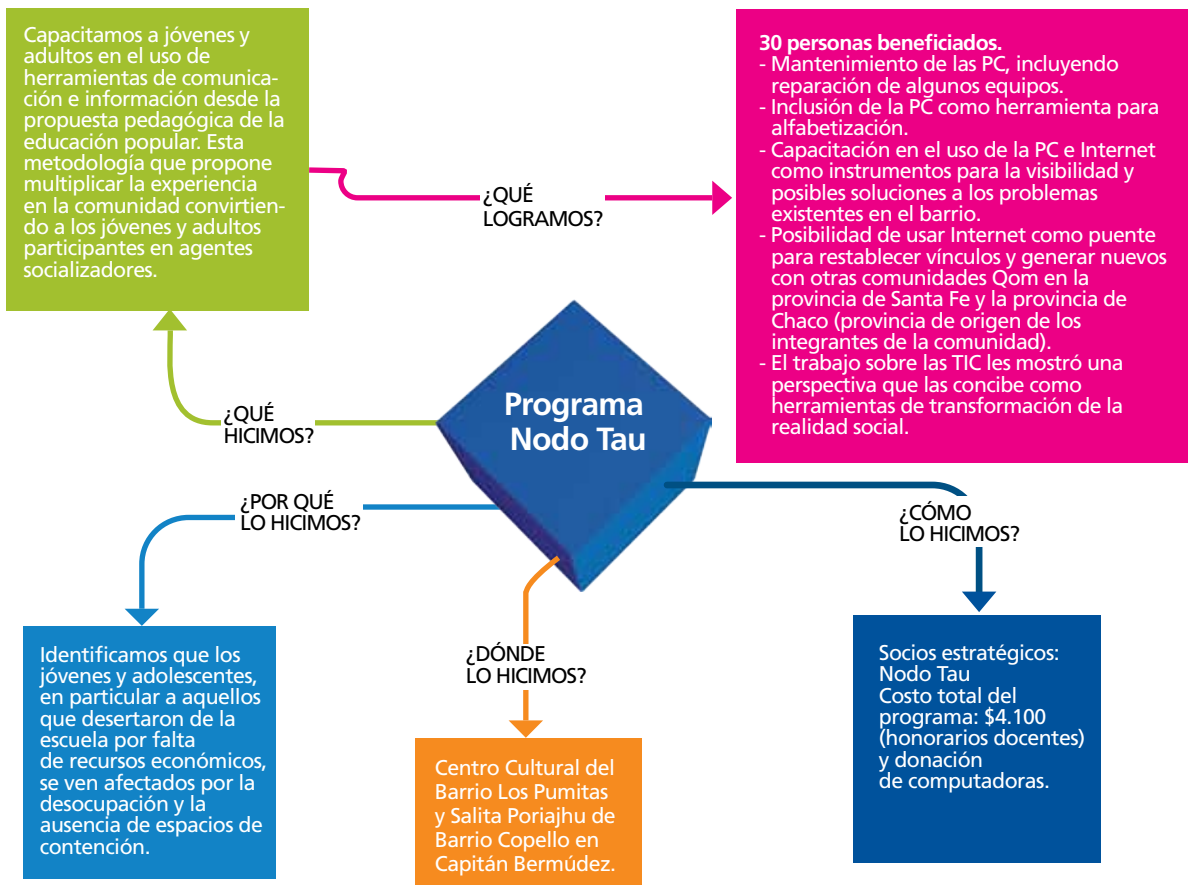 Capacitamos a jóvenes y
adultos en el uso de
herramientas de comunica-
ción e información desde la
propuesta pedagógica de la
educación popular. Esta
metodología que propone
multiplicar la experiencia
en la comunidad convirtien-
do a los jóvenes y adultos
participantes en agentes
socializadores.
¿QUÉ
LOGRAMOS?
30 personas beneficiados.
- Mantenimiento de las PC, incluyendo
reparación de algunos equipos.
- Inclusión de la PC como herramienta para
alfabetización.
- Capacitación en el uso de la PC e Internet
como instrumentos para la visibilidad y
posibles soluciones a los problemas
existentes en el barrio.
- Posibilidad de usar Internet como puente
para restablecer vínculos y generar nuevos
con otras comunidades Qom en la
provincia de Santa Fe y la provincia de
Chaco (provincia de origen de los
integrantes de la comunidad).
- El trabajo sobre las TIC les mostró una
perspectiva que las concibe como
herramientas de transformación de la
realidad social.
¿QUÉ
HICIMOS?
Programa
Nodo Tau
¿POR QUÉ
LO HICIMOS?
¿CÓMO
LO HICIMOS?
¿DÓNDE
LO HICIMOS?
Identificamos que los
jóvenes y adolescentes,
en particular a aquellos
que desertaron de la
escuela por falta
de recursos económicos,
se ven afectados por la
desocupación y la
ausencia de espacios de
contención.
Centro Cultural del
Barrio Los Pumitas
y Salita Poriajhu de
Barrio Copello en
Capitán Bermúdez.
Socios estratégicos:
Nodo Tau
Costo total del
programa: $4.100
(honorarios docentes)
y donación
de computadoras.